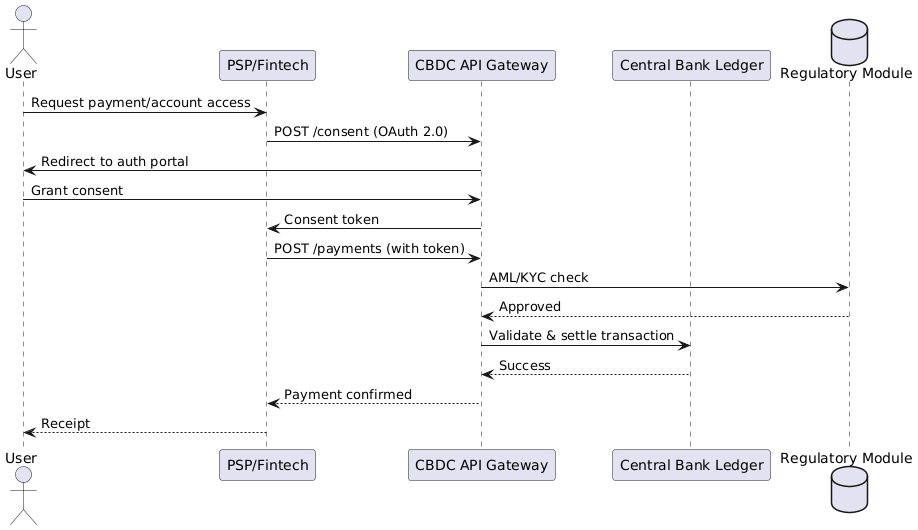 User
PSP/Fintech
CBDC API Gateway
Central Bank Ledger
Regulatory Module
Request payment/account access
POST /consent (OAuth 2.0)
Redirect to auth portal
Grant consent
Consent token
POST /payments (with token)
AML/KYC check
Approved
Validate & settle transaction
Success
Payment confirmed
Receipt
User
PSP/Fintech
CBDC API Gateway
Central Bank Ledger
Regulatory Module